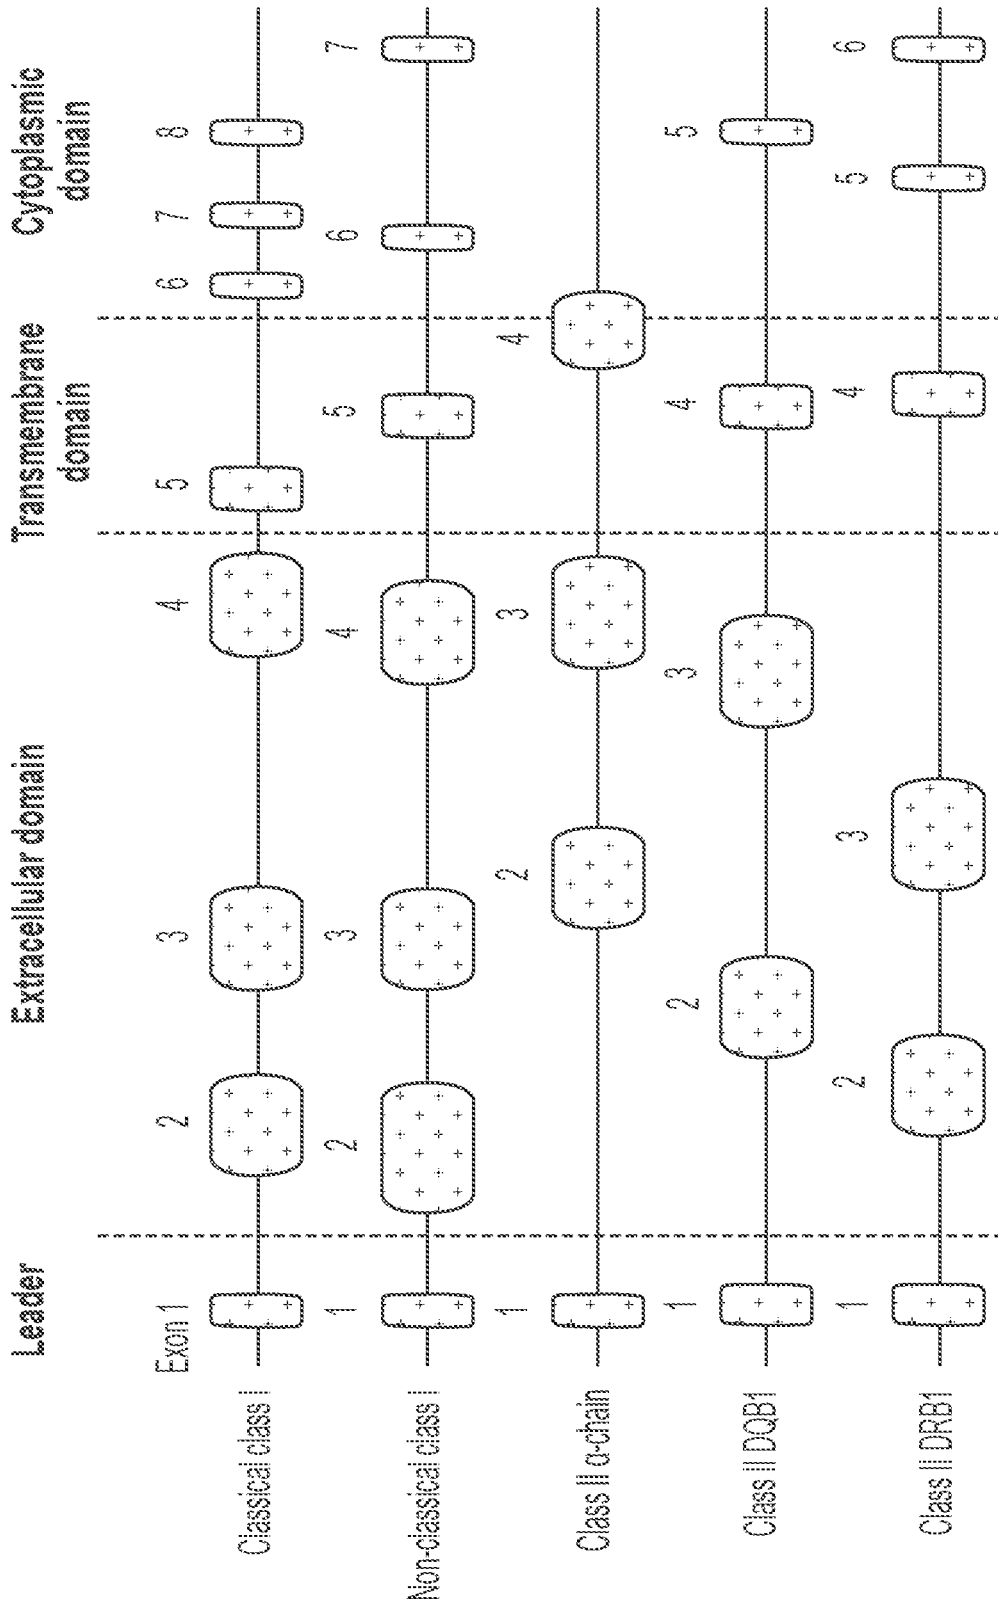 Leader
Extracellular domain
Transmembrane
domain
Cytoplasmic
domain
Exon 1 2 3 4 5 6 7 8
Classical class I
1 2 3 4 5 6 7
Non-classical class I
1 2 3 4
Class II α-chain
1 2 3 4 5
Class II DQB1
1 2 3 4 5 6
Class II DRB1